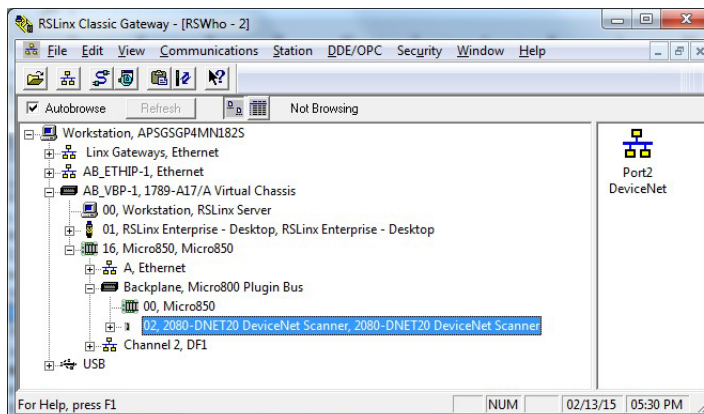 RSLinx Classic Gateway - [RSWho - 2]
File Edit View Communications Station DDE/OPC Security Window Help
Autobrowse Refresh Not Browsing
Workstation, APSGSGP4MN182S
Linx Gateways, Ethernet
AB_ETHIP-1, Ethernet
AB_VBP-1, 1789-A17/A Virtual Chassis
00, Workstation, RSLinx Server
01, RSLinx Enterprise - Desktop, RSLinx Enterprise - Desktop
16, Micro850, Micro850
A, Ethernet
Backplane, Micro800 Plugin Bus
00, Micro850
02, 2080-DNET20 DeviceNet Scanner, 2080-DNET20 DeviceNet Scanner
Channel 2, DF1
USB
Port2
DeviceNet
For Help, press F1 NUM 02/13/15 05:30 PM